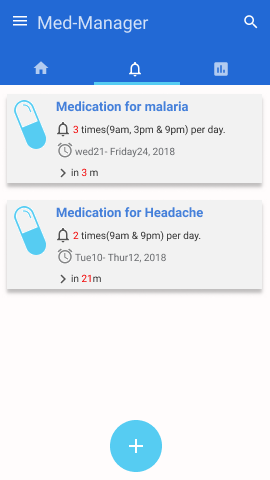 Med-Manager
Medication for malaria
3 times(9am, 3pm & 9pm) per day.
wed21- Friday24, 2018
in 3 m
Medication for Headache
2 times(9am & 9pm) per day.
Tue10- Thur12, 2018
in 21m